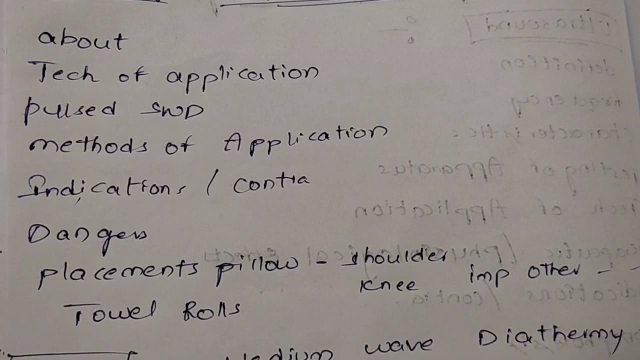 about
Tech of application
pulsed SWD
methods of Application
Indications / contra
Dangers
placements pillow - shoulder
knee imp other - -
Towel Rolls
wave Diathermy